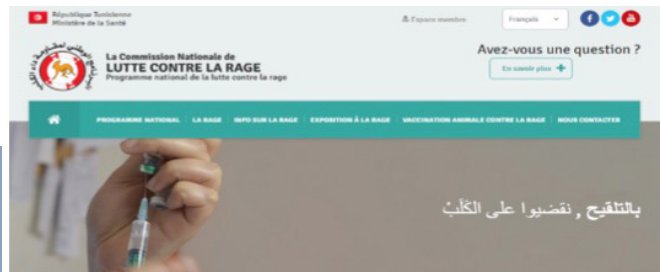 République Tunisienne
Ministère de la Santé
Espace membre
Français
La Commission Nationale de
LUTTE CONTRE LA RAGE
Programme national de la lutte contre la rage
Avez-vous une question ?
En savoir plus +
PROGRAMME NATIONAL LA RAGE INFO SUR LA RAGE EXPOSITION À LA RAGE VACCINATION ANIMALE CONTRE LA RAGE NOUS CONTACTER
بالتلقيح , نقضيوا على الكَلَبْ